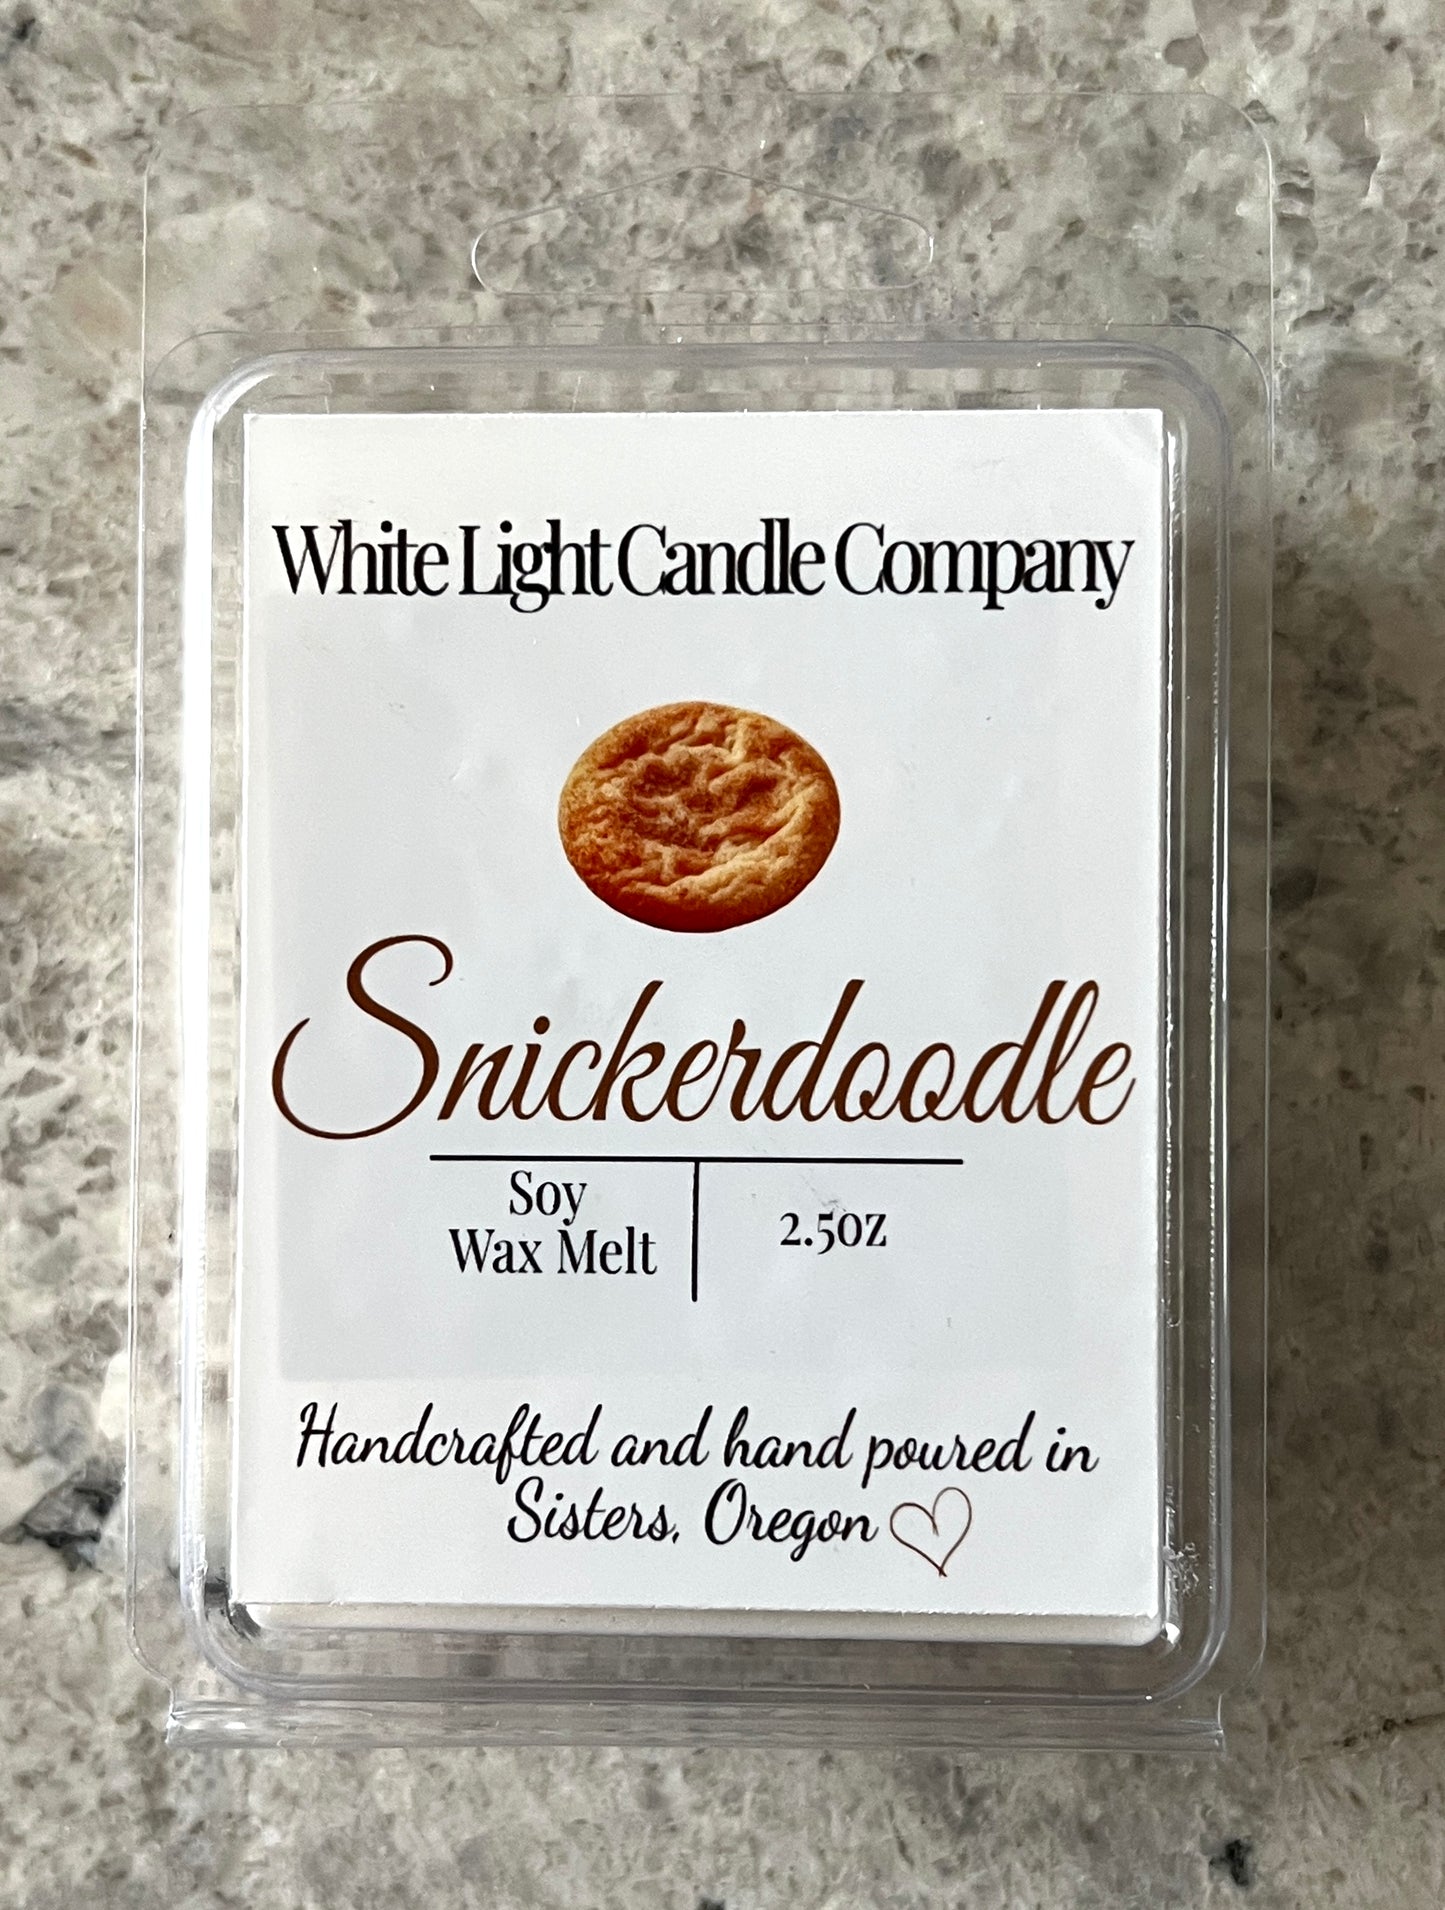 White Light Candle Company
Snickerdoodle
Soy
Wax Melt
2.5oz
Handcrafted and hand poured in
Sisters, Oregon